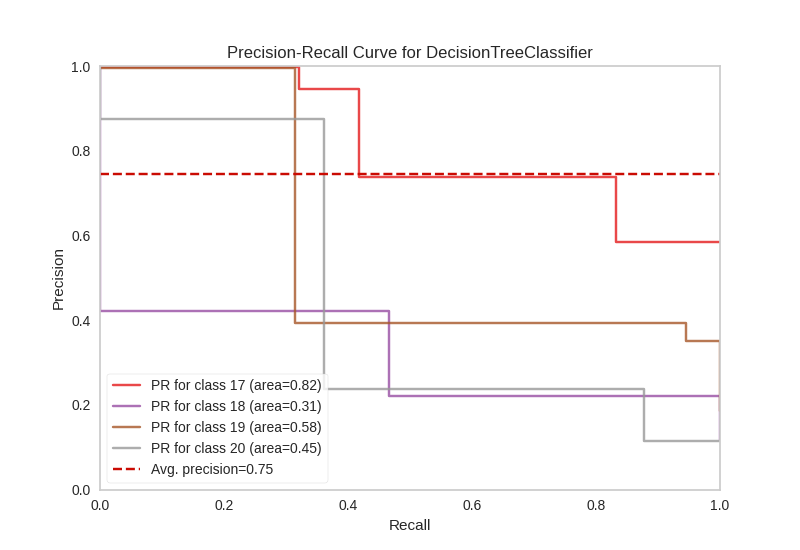 Precision-Recall Curve for DecisionTreeClassifier
1.0
0.8
0.6
0.4
0.2
0.0
Precision
PR for class 17 (area=0.82)
PR for class 18 (area=0.31)
PR for class 19 (area=0.58)
PR for class 20 (area=0.45)
Avg. precision=0.75
0.0 0.2 0.4 0.6 0.8 1.0
Recall